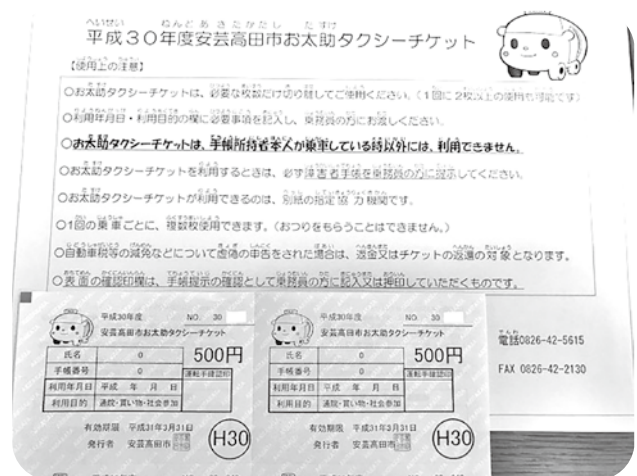 平成30年度安芸高田市お太助タクシーチケット
【使用上の注意】
○お太助タクシーチケットは、必要な枚数だけ切り離してご使用ください。(1回に2枚以上の使用も可能です)
○利用年月日・利用目的の欄に必要事項を記入し、乗務員の方にお渡しください。
○お太助タクシーチケットは、手帳所持者本人が乗車している時以外には、利用できません。
○お太助タクシーチケットを利用するときは、必ず障害者手帳を乗務員の方に提示してください。
○お太助タクシーチケットが利用できるのは、別紙の指定協力機関です。
○1回の乗車ごとに、複数枚使用できます。(おつりをもらうことはできません。)
○自動車税等の減免などについて虚偽の申告をされた場合は、返金又はチケットの返還の対象となります。
○表面の確認印欄は、手帳提示の確認として乗務員の方に記入又は押印していただくものです。
電話0826-42-5615
FAX 0826-42-2130
平成30年度 NO. 30
安芸高田市お太助タクシーチケット
氏名 0 500円
手帳番号 0 運転手確認印
利用年月日 平成 年 月 日
利用目的 通院・買い物・社会参加
有効期限 平成31年3月31日
発行者 安芸高田市
H30
平成30年度 NO. 30
安芸高田市お太助タクシーチケット
氏名 0 500円
手帳番号 0 運転手確認印
利用年月日 平成 年 月 日
利用目的 通院・買い物・社会参加
有効期限 平成31年3月31日
発行者 安芸高田市
H30